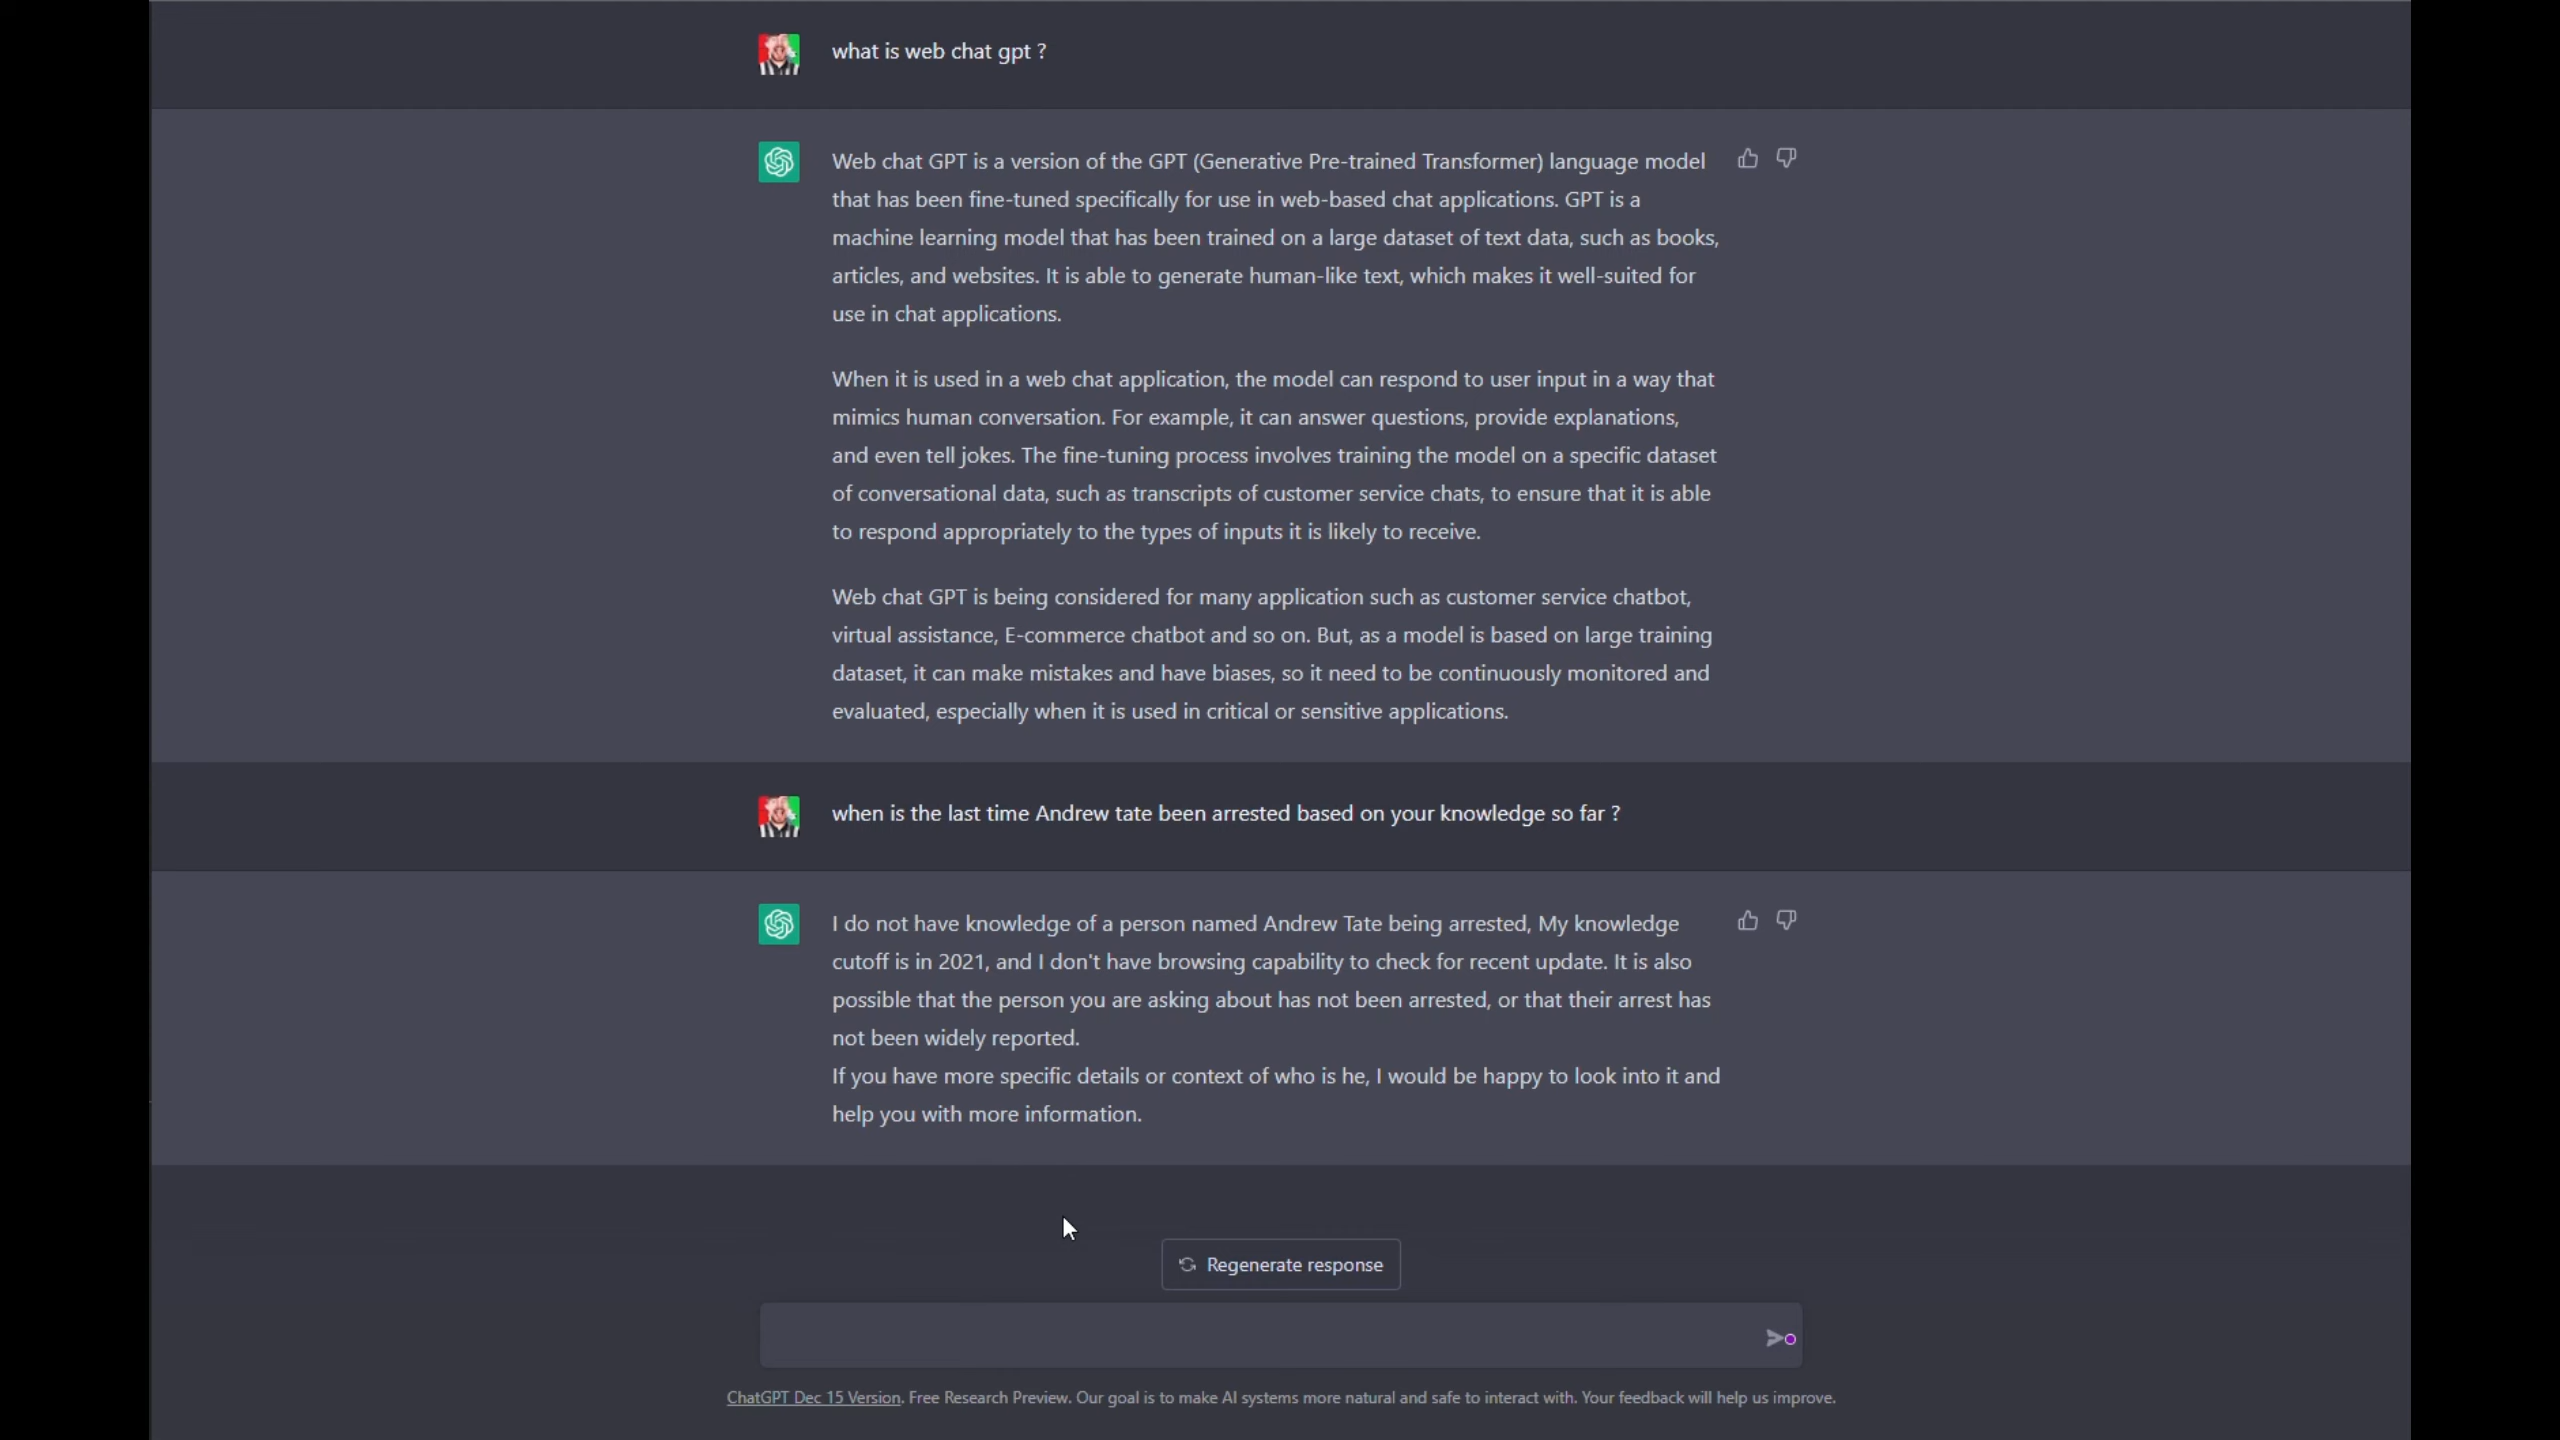 what is web chat gpt ?
Web chat GPT is a version of the GPT (Generative Pre-trained Transformer) language model
that has been fine-tuned specifically for use in web-based chat applications. GPT is a
machine learning model that has been trained on a large dataset of text data, such as books,
articles, and websites. It is able to generate human-like text, which makes it well-suited for
use in chat applications.
When it is used in a web chat application, the model can respond to user input in a way that
mimics human conversation. For example, it can answer questions, provide explanations,
and even tell jokes. The fine-tuning process involves training the model on a specific dataset
of conversational data, such as transcripts of customer service chats, to ensure that it is able
to respond appropriately to the types of inputs it is likely to receive.
Web chat GPT is being considered for many application such as customer service chatbot,
virtual assistance, E-commerce chatbot and so on. But, as a model is based on large training
dataset, it can make mistakes and have biases, so it need to be continuously monitored and
evaluated, especially when it is used in critical or sensitive applications.
when is the last time Andrew tate been arrested based on your knowledge so far ?
I do not have knowledge of a person named Andrew Tate being arrested, My knowledge
cutoff is in 2021, and I don't have browsing capability to check for recent update. It is also
possible that the person you are asking about has not been arrested, or that their arrest has
not been widely reported.
If you have more specific details or context of who is he, I would be happy to look into it and
help you with more information.
Regenerate response
ChatGPT Dec 15 Version. Free Research Preview. Our goal is to make AI systems more natural and safe to interact with. Your feedback will help us improve.